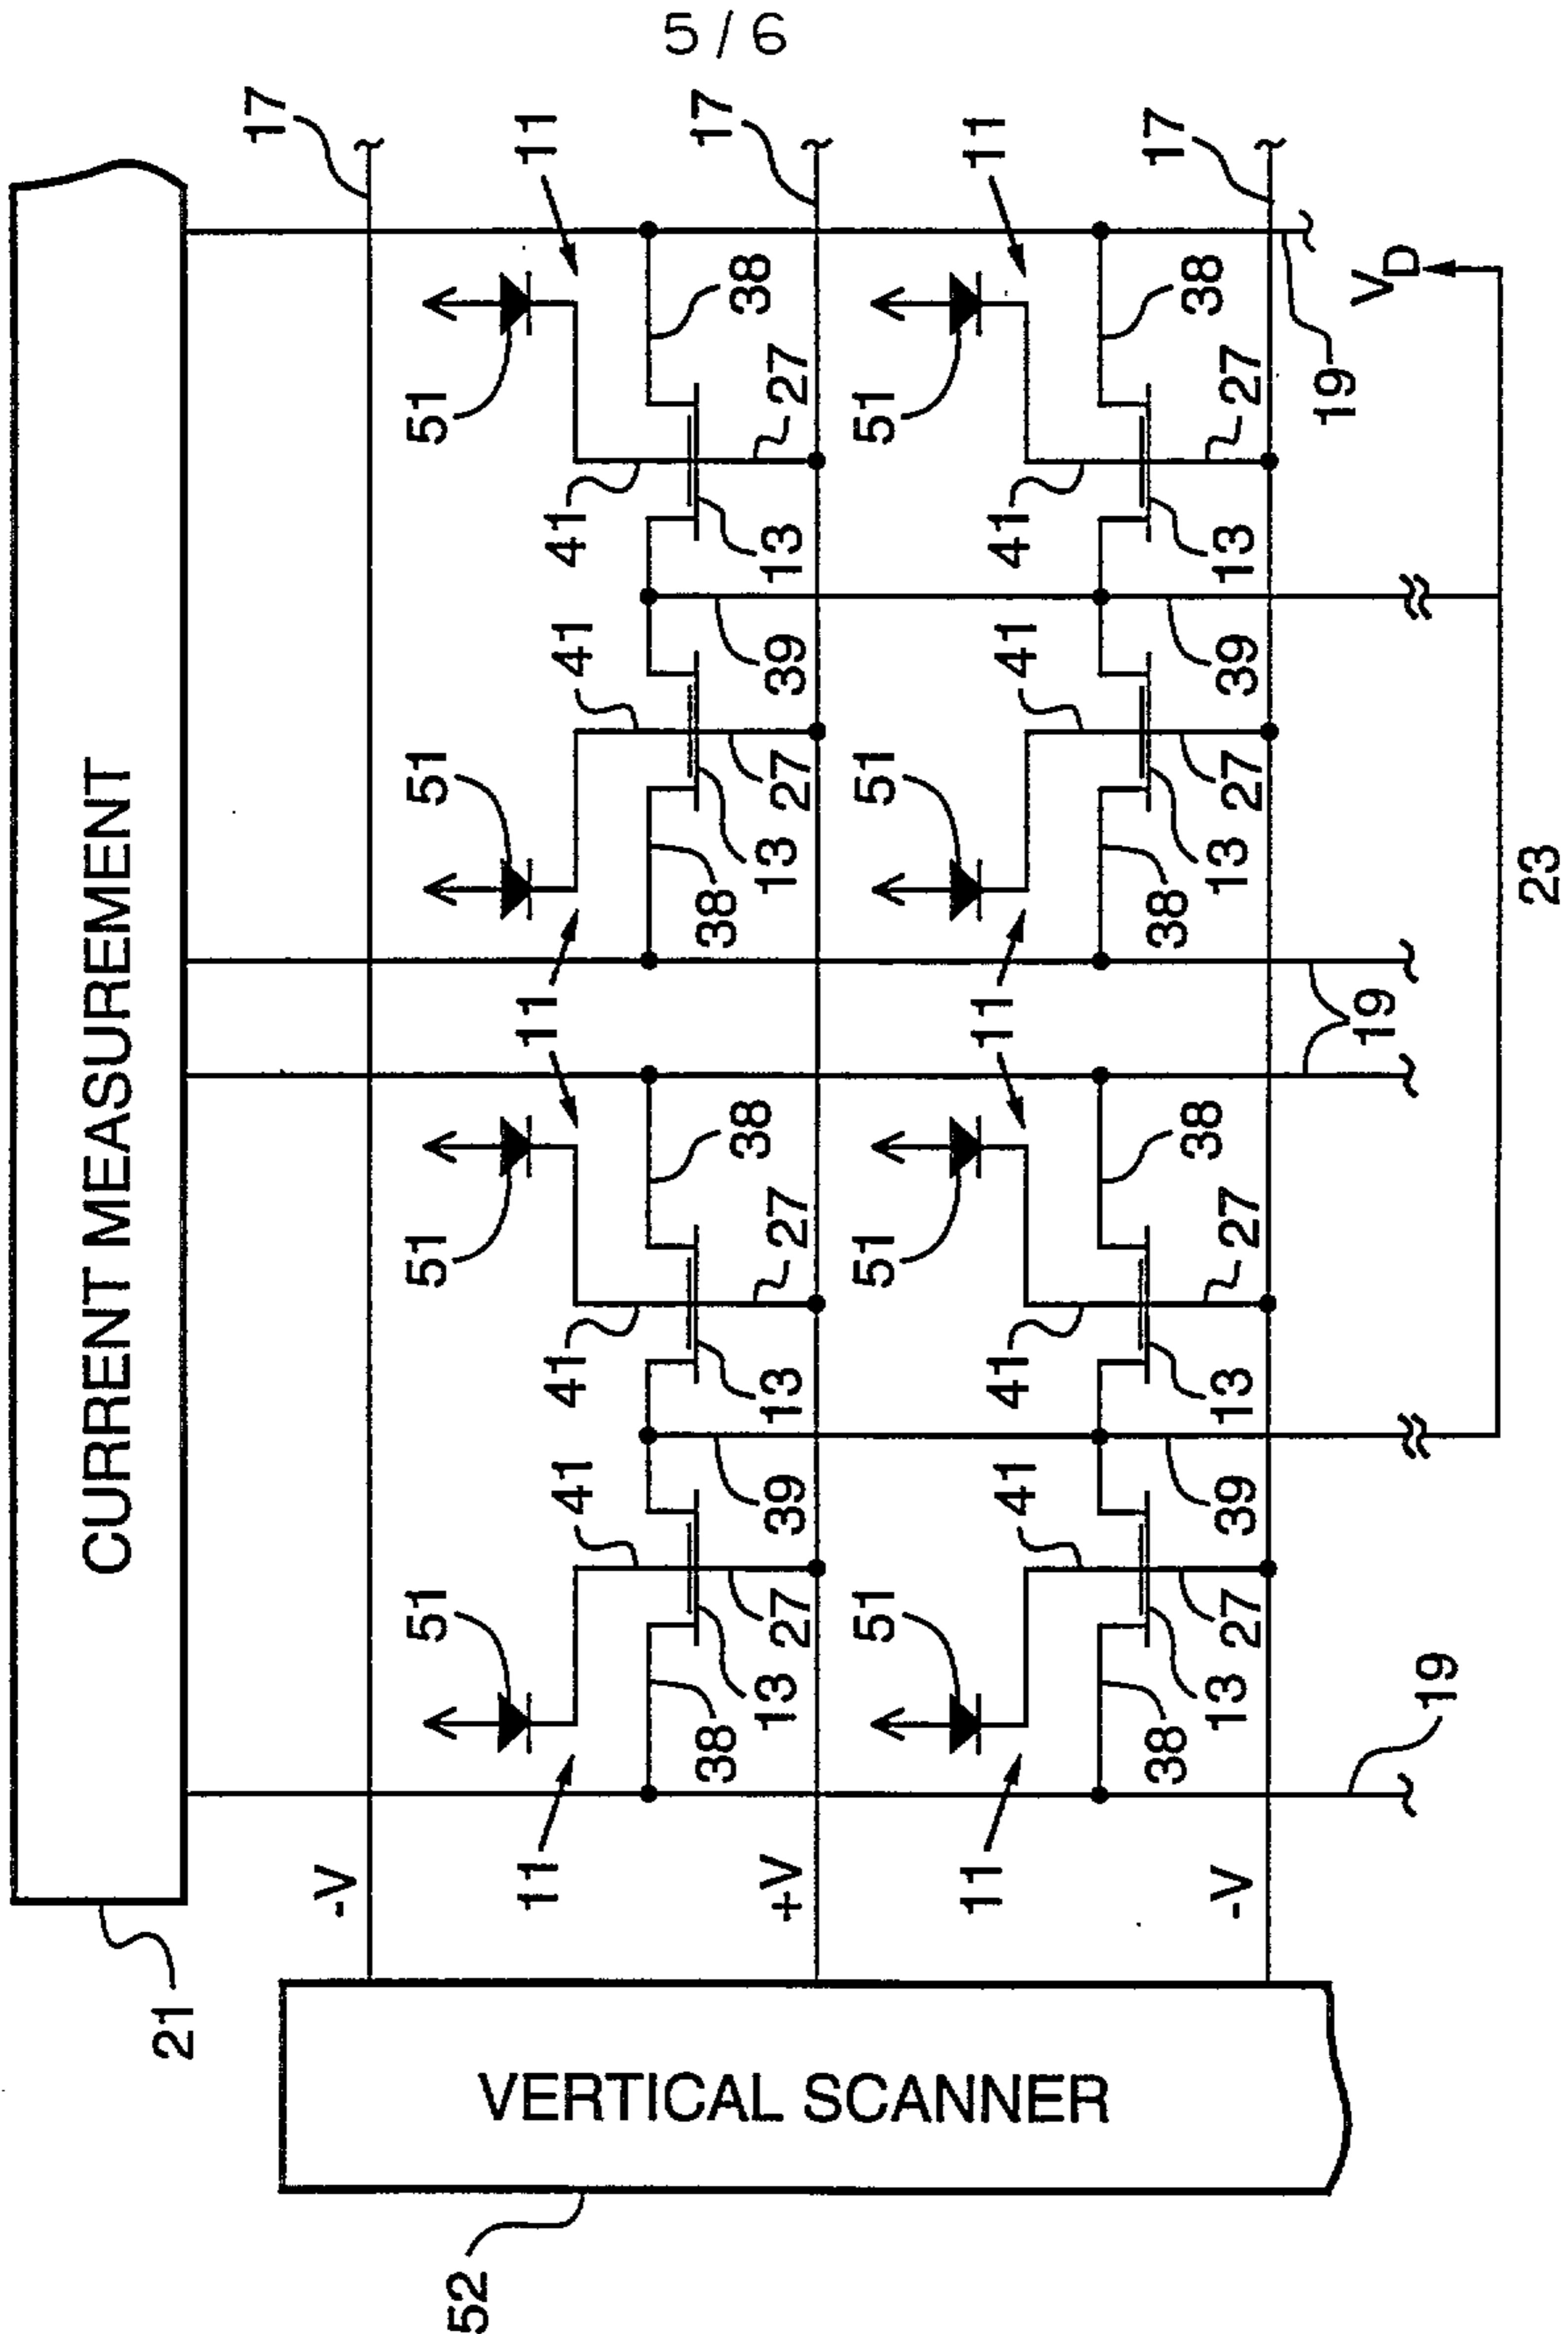 5 / 6
CURRENT MEASUREMENT
21
17
-V
51 51 51 51
52
11 11 11
41 41 41 41
17
38 38 38 38
+V 13 27 39 13 27 13 27 39 13 27
VERTICAL SCANNER
51 51 51 51
11 11 11
41 41 41 41
17
38 38 38 38
-V 13 27 39 13 27 13 27 39 13 27
19
19
VD
19
23